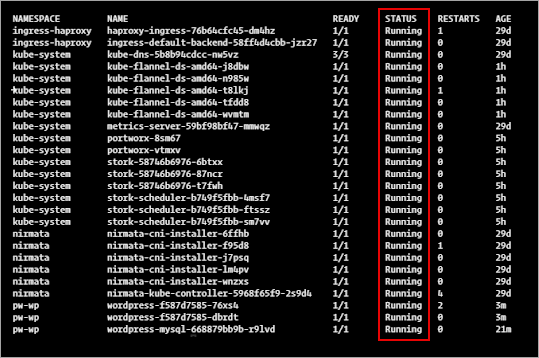 NAMESPACE NAME READY STATUS RESTARTS AGE
ingress-haproxy haproxy-ingress-76b64cfc45-dm4hz 1/1 Running 1 29d
ingress-haproxy ingress-default-backend-58ff4d4cbb-jzr27 1/1 Running 0 29d
kube-system kube-dns-5b8b94cdcc-nw5vz 3/3 Running 0 29d
kube-system kube-flannel-ds-amd64-j8dbw 1/1 Running 0 1h
kube-system kube-flannel-ds-amd64-n985w 1/1 Running 0 1h
kube-system kube-flannel-ds-amd64-t8lkj 1/1 Running 1 1h
kube-system kube-flannel-ds-amd64-tfdd8 1/1 Running 0 1h
kube-system kube-flannel-ds-amd64-wvmtm 1/1 Running 0 1h
kube-system metrics-server-59bf98bf47-mmwqz 1/1 Running 0 29d
kube-system portworx-8sm67 1/1 Running 0 5h
kube-system portworx-vtmxv 1/1 Running 0 5h
kube-system stork-58746b6976-6btxx 1/1 Running 0 5h
kube-system stork-58746b6976-87ncr 1/1 Running 0 5h
kube-system stork-58746b6976-t7fwh 1/1 Running 0 5h
kube-system stork-scheduler-b749f5fbb-4msf7 1/1 Running 0 5h
kube-system stork-scheduler-b749f5fbb-ftssz 1/1 Running 0 5h
kube-system stork-scheduler-b749f5fbb-sm7vv 1/1 Running 0 5h
nirmata nirmata-cni-installer-6ffhb 1/1 Running 0 29d
nirmata nirmata-cni-installer-f95d8 1/1 Running 1 29d
nirmata nirmata-cni-installer-j7psq 1/1 Running 0 29d
nirmata nirmata-cni-installer-lm4pv 1/1 Running 0 29d
nirmata nirmata-cni-installer-wnzxs 1/1 Running 0 29d
nirmata nirmata-kube-controller-5968f65f9-2s9d4 1/1 Running 4 29d
pw-wp wordpress-f587d7585-76xs4 1/1 Running 2 3m
pw-wp wordpress-f587d7585-dbrdt 1/1 Running 0 3m
pw-wp wordpress-mysql-668879bb9b-r9lvd 1/1 Running 0 21m